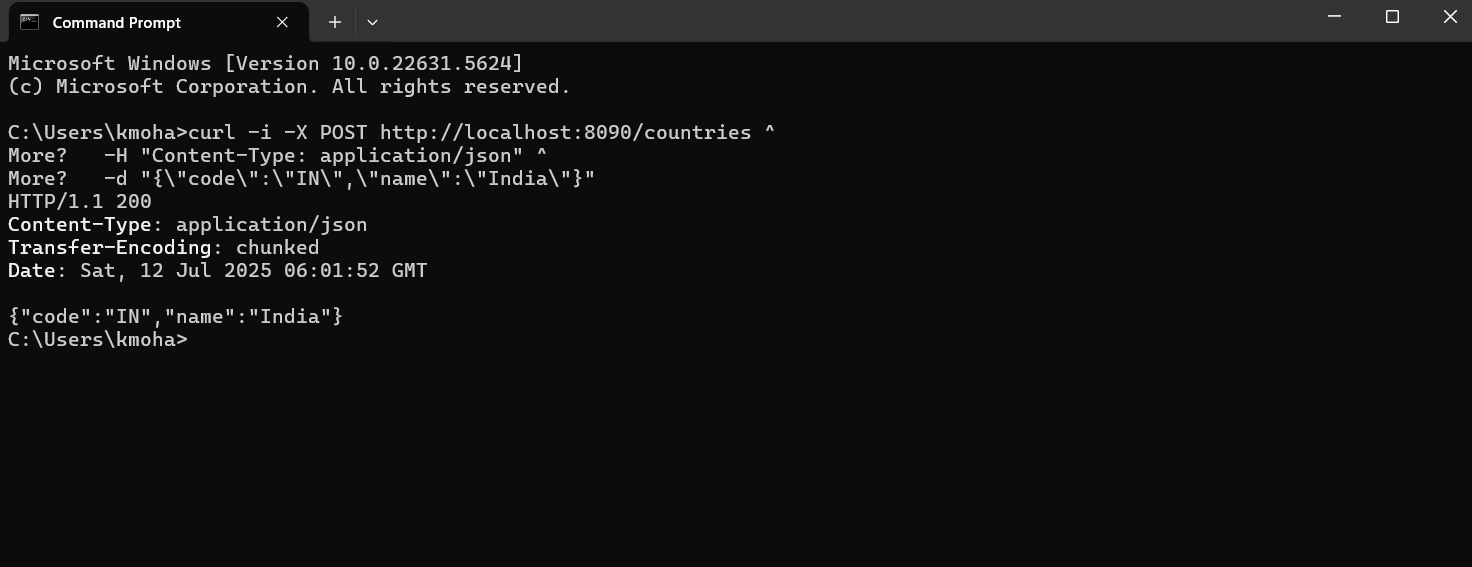 Command Prompt
Microsoft Windows [Version 10.0.22631.5624]
(c) Microsoft Corporation. All rights reserved.
C:\Users\kmoha>curl -i -X POST http://localhost:8090/countries ^
More?   -H "Content-Type: application/json" ^
More?   -d "{\"code\":\"IN\",\"name\":\"India\"}"
HTTP/1.1 200
Content-Type: application/json
Transfer-Encoding: chunked
Date: Sat, 12 Jul 2025 06:01:52 GMT
{"code":"IN","name":"India"}
C:\Users\kmoha>